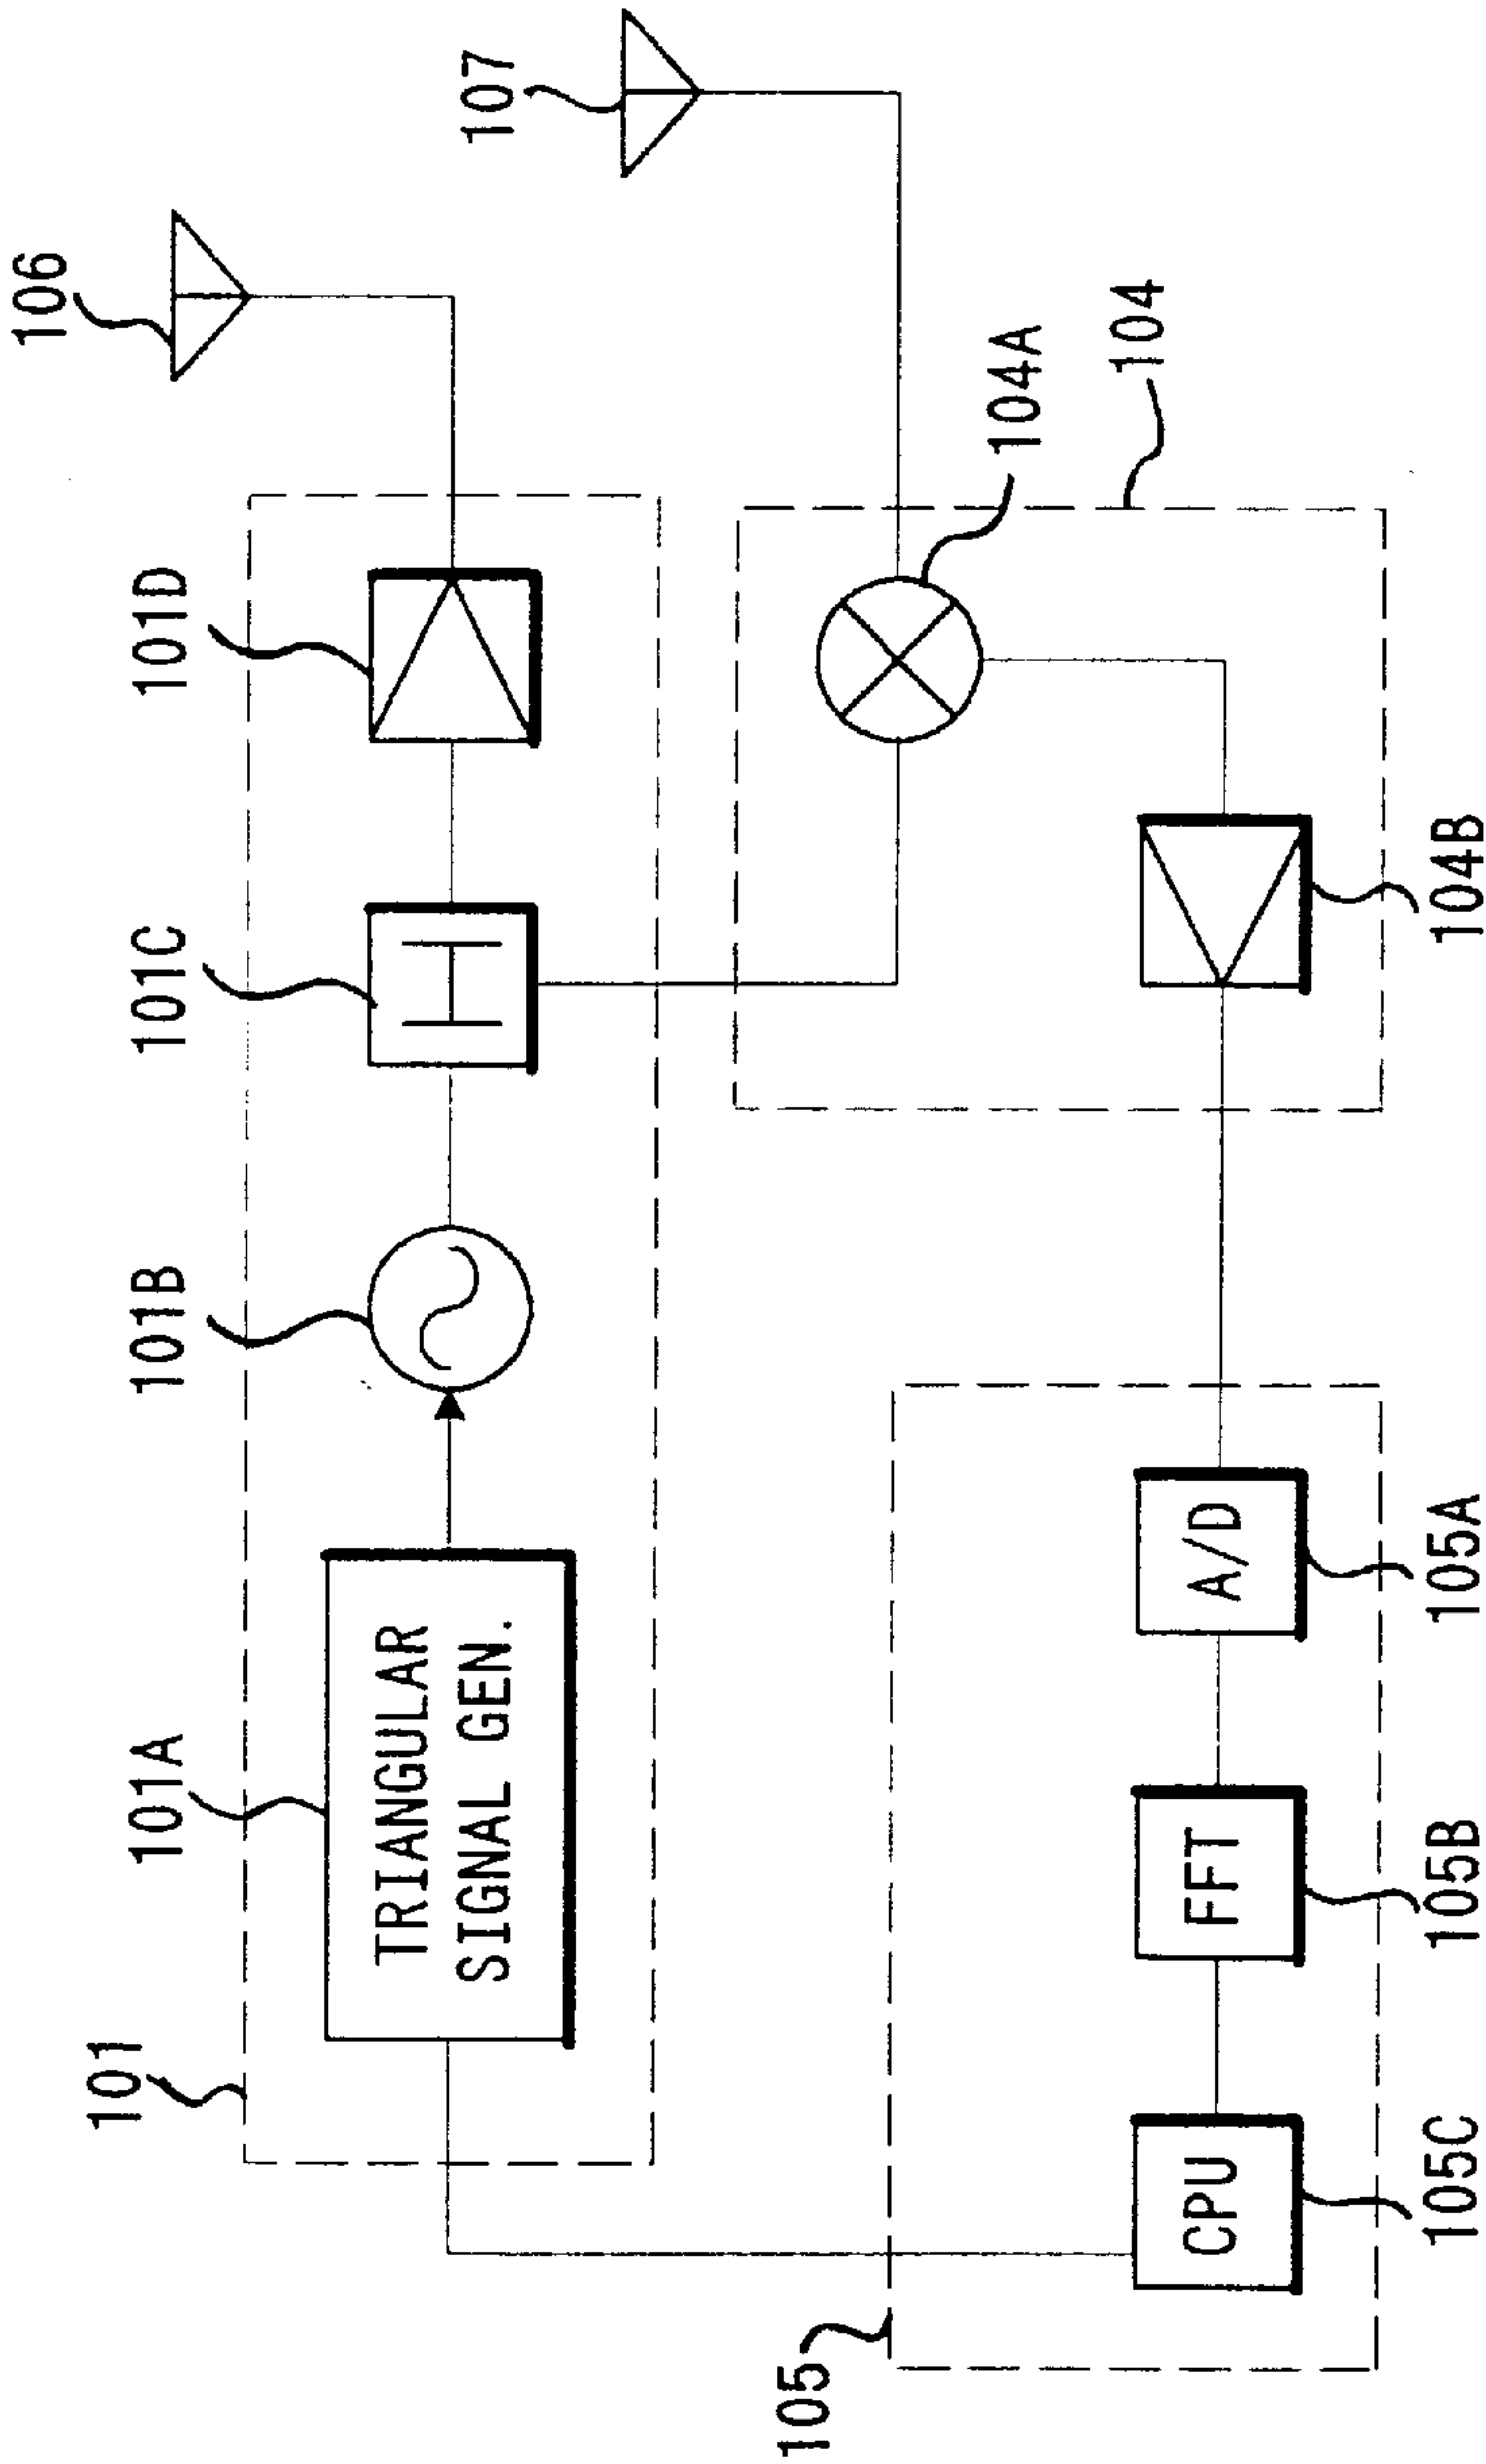 106
107
101D
101C
101B
101A
101
TRIANGULAR
SIGNAL GEN.
104A
104
104B
105
CPU
FFT
A/D
105C
105B
105A